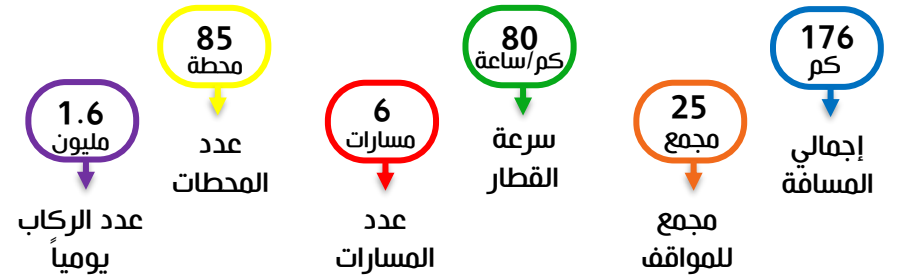 176
كم
إجمالي
المسافة
25
مجمع
مجمع
للمواقف
80
كم/ساعة
سرعة
القطار
6
مسارات
عدد
المسارات
85
محطة
عدد
المحطات
1.6
مليون
عدد الركاب
يومياً